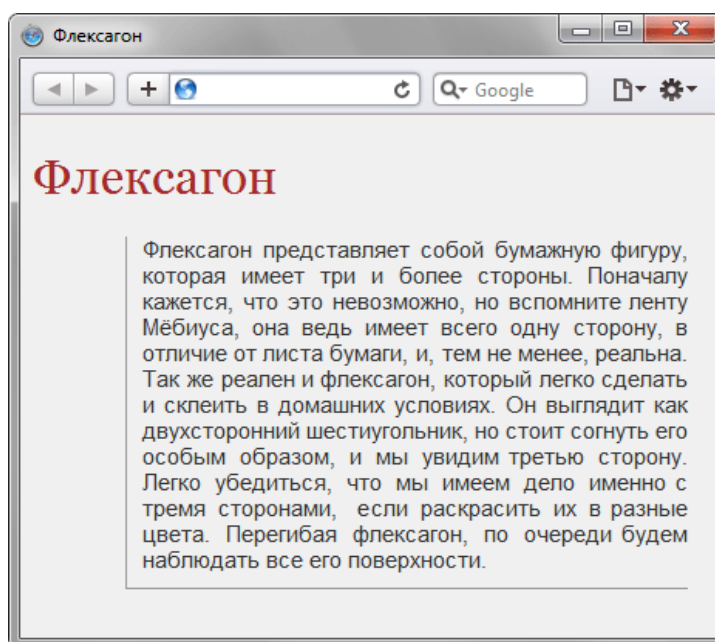 Флексагон
Google
Флексагон
Флексагон представляет собой бумажную фигуру,
которая имеет три и более стороны. Поначалу
кажется, что это невозможно, но вспомните ленту
Мёбиуса, она ведь имеет всего одну сторону, в
отличие от листа бумаги, и, тем не менее, реальна.
Так же реален и флексагон, который легко сделать
и склеить в домашних условиях. Он выглядит как
двухсторонний шестиугольник, но стоит согнуть его
особым образом, и мы увидим третью сторону.
Легко убедиться, что мы имеем дело именно с
тремя сторонами, если раскрасить их в разные
цвета. Перегибая флексагон, по очереди будем
наблюдать все его поверхности.